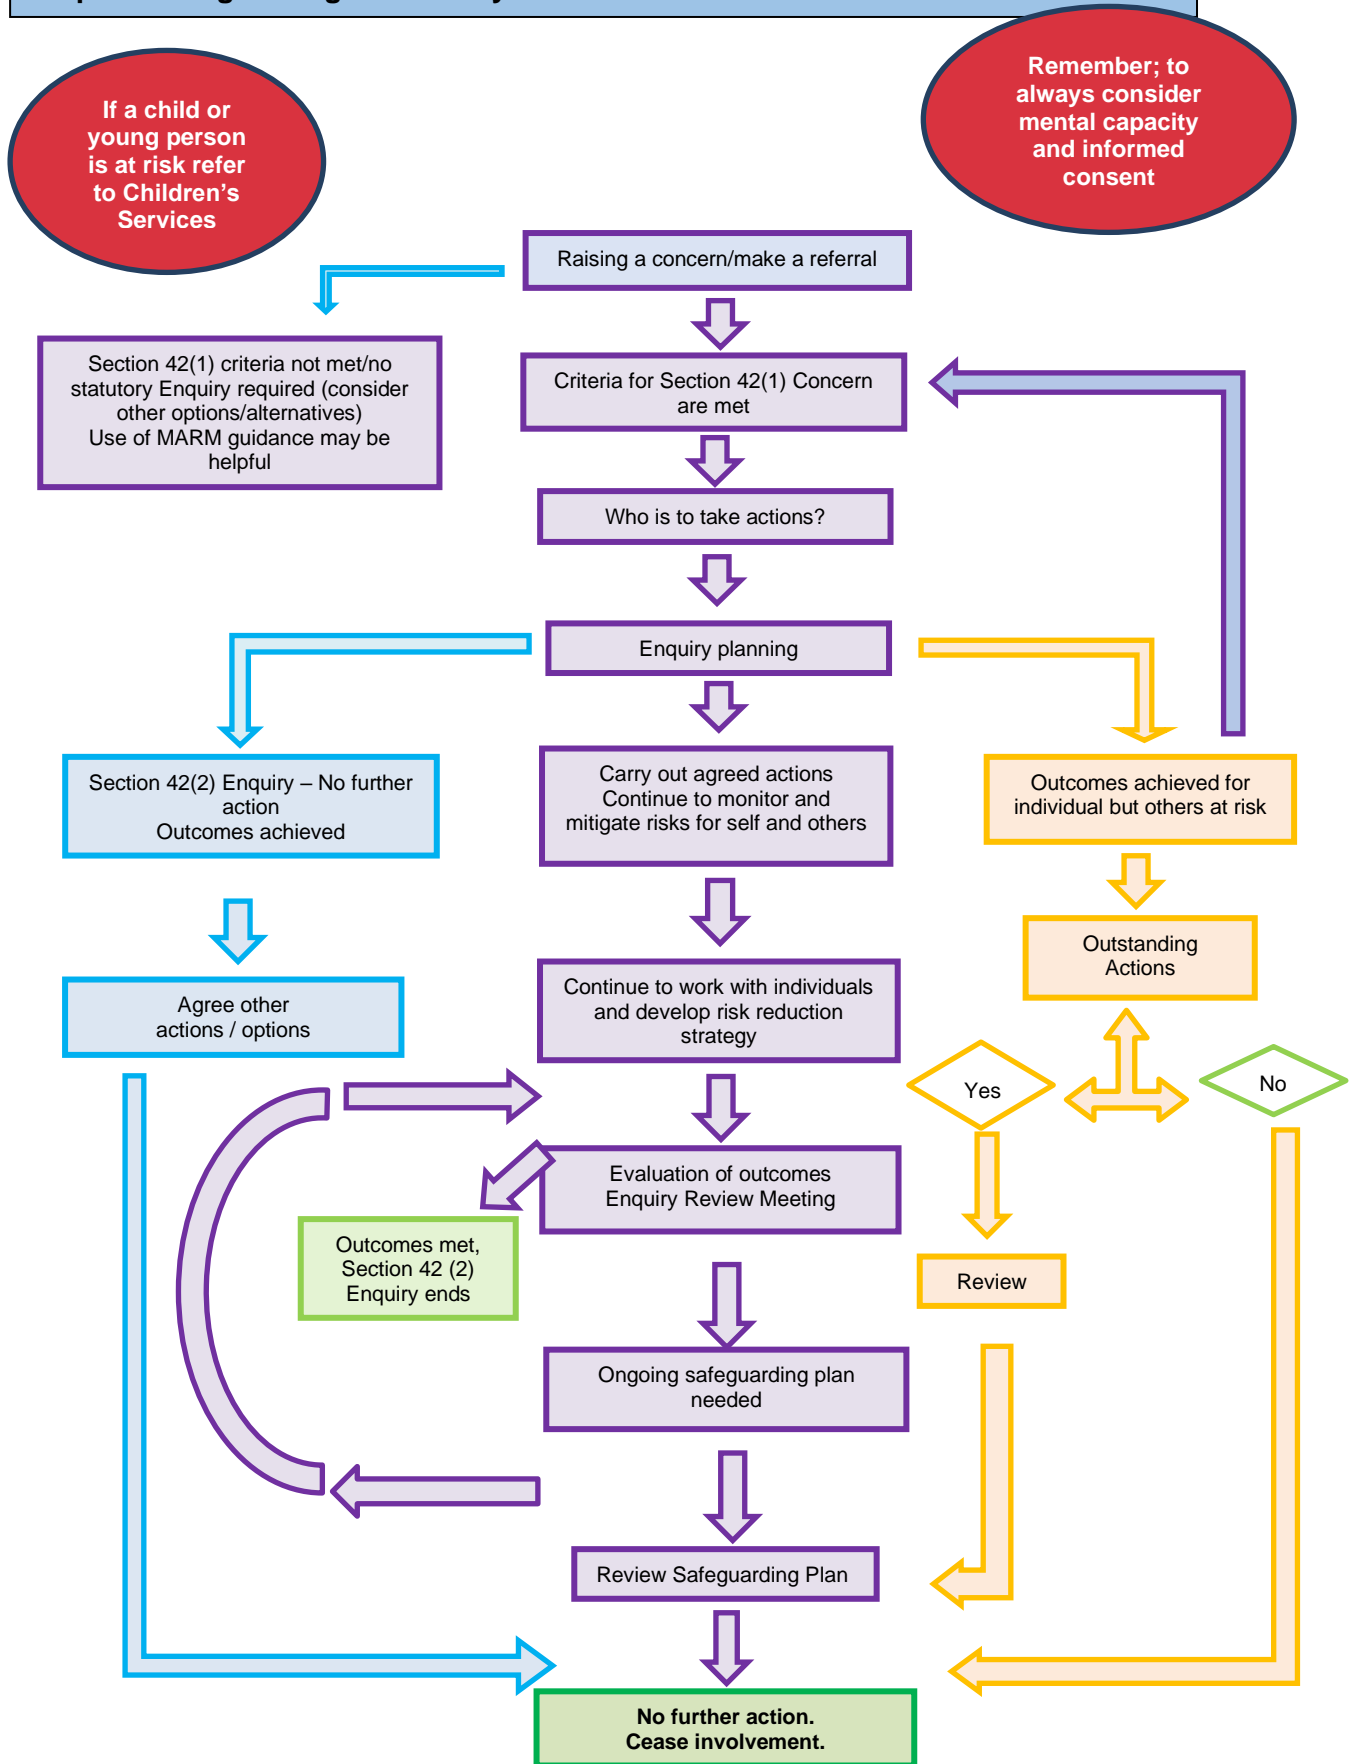 If a child or
young person
is at risk refer
to Children's
Services
Remember; to
always consider
mental capacity
and informed
consent
Raising a concern/make a referral
Section 42(1) criteria not met/no
statutory Enquiry required (consider
other options/alternatives)
Use of MARM guidance may be
helpful
Criteria for Section 42(1) Concern
are met
Who is to take actions?
Enquiry planning
Section 42(2) Enquiry – No further
action
Outcomes achieved
Carry out agreed actions
Continue to monitor and
mitigate risks for self and others
Outcomes achieved for
individual but others at risk
Outstanding
Actions
Agree other
actions / options
Continue to work with individuals
and develop risk reduction
strategy
Yes
No
Evaluation of outcomes
Enquiry Review Meeting
Outcomes met,
Section 42 (2)
Enquiry ends
Review
Ongoing safeguarding plan
needed
Review Safeguarding Plan
No further action.
Cease involvement.